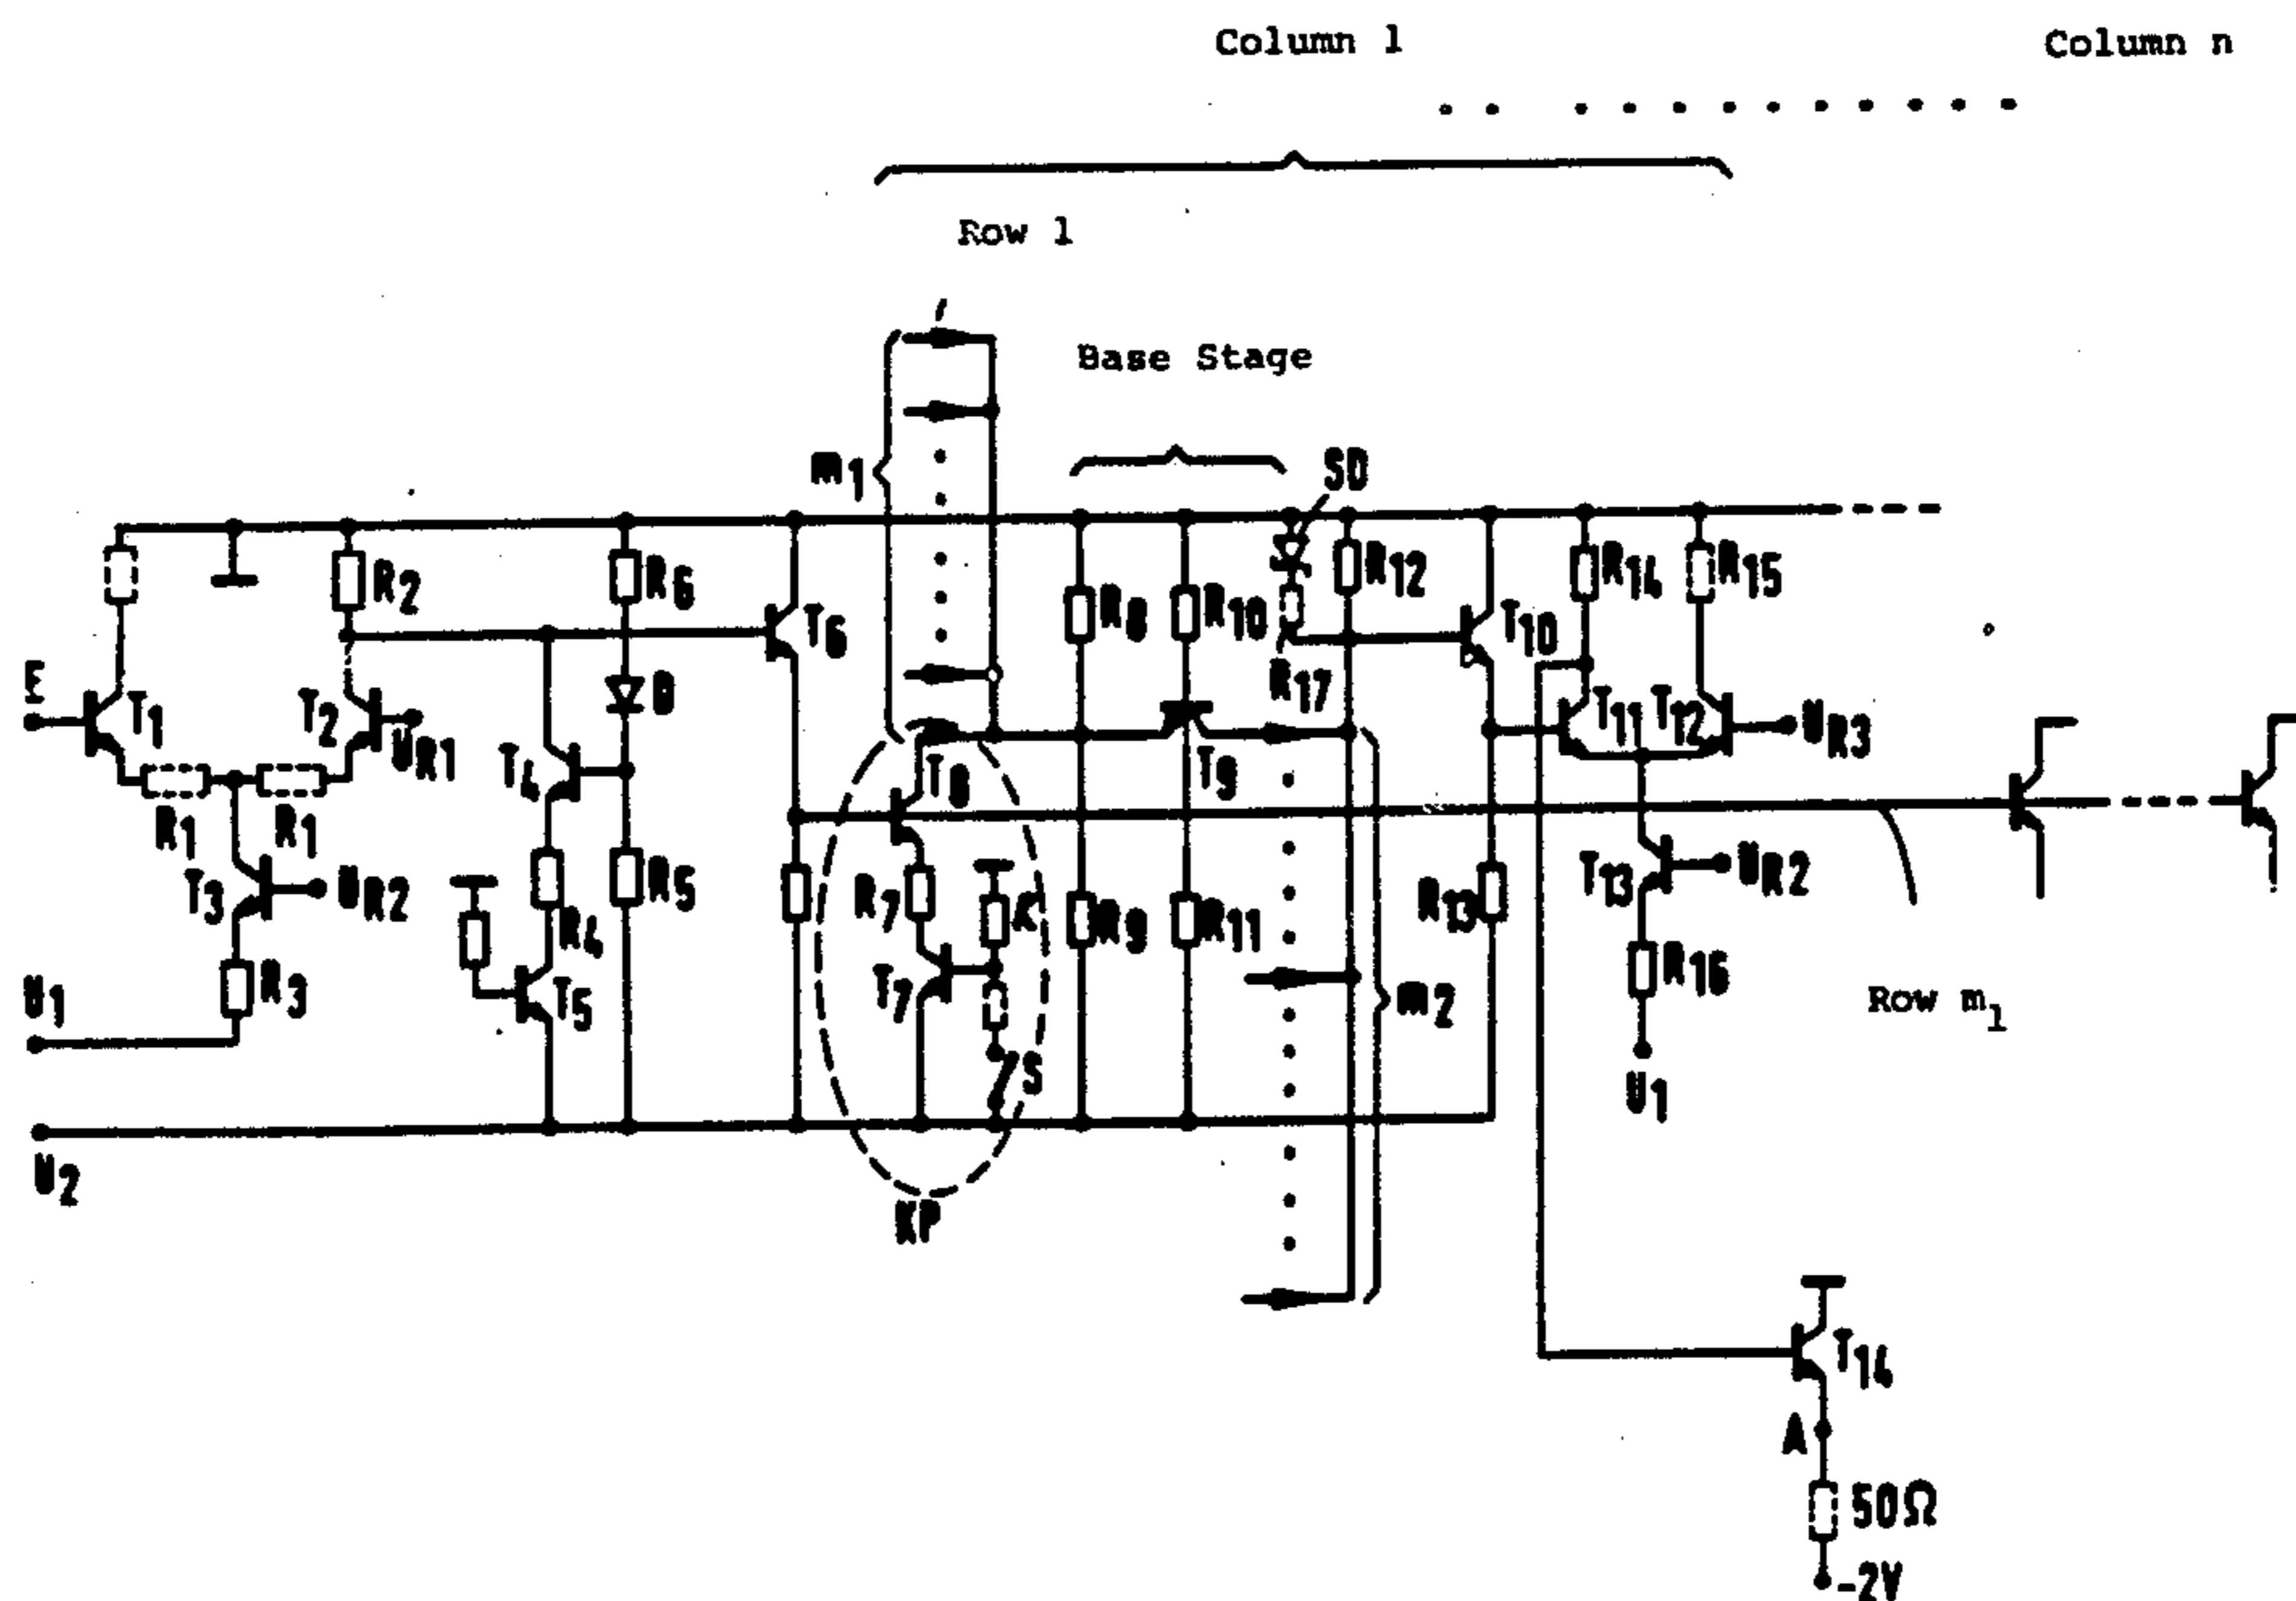 Column 1
Column n
Row 1
Base Stage
m1
SD
R2
R6
T6
R8
R10
R12
T10
R14
R15
E
T1
T2
UR1
D
T4
R17
T11
T12
UR3
R1
R1
T8
T9
T3
UR2
R4
R5
R7
K
R9
R11
R13
T13
UR2
U1
R3
T5
T7
m2
R16
Row m1
S
U1
U2
KP
T14
A
50Ω
-2V